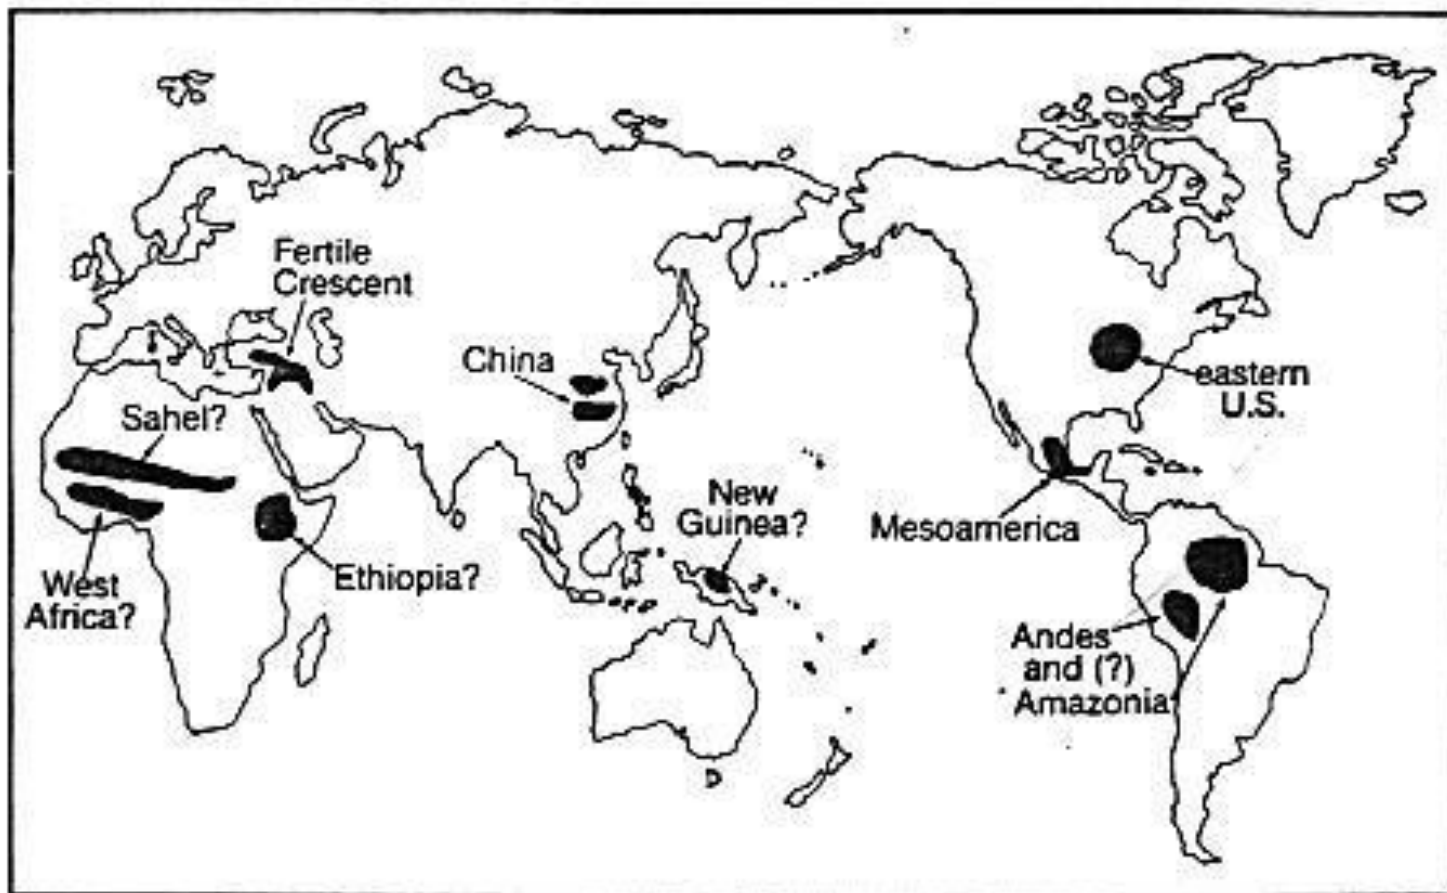 Fertile
Crescent
China
Sahel?
West
Africa?
Ethiopia?
New
Guinea?
eastern
U.S.
Mesoamerica
Andes
and (?)
Amazonia